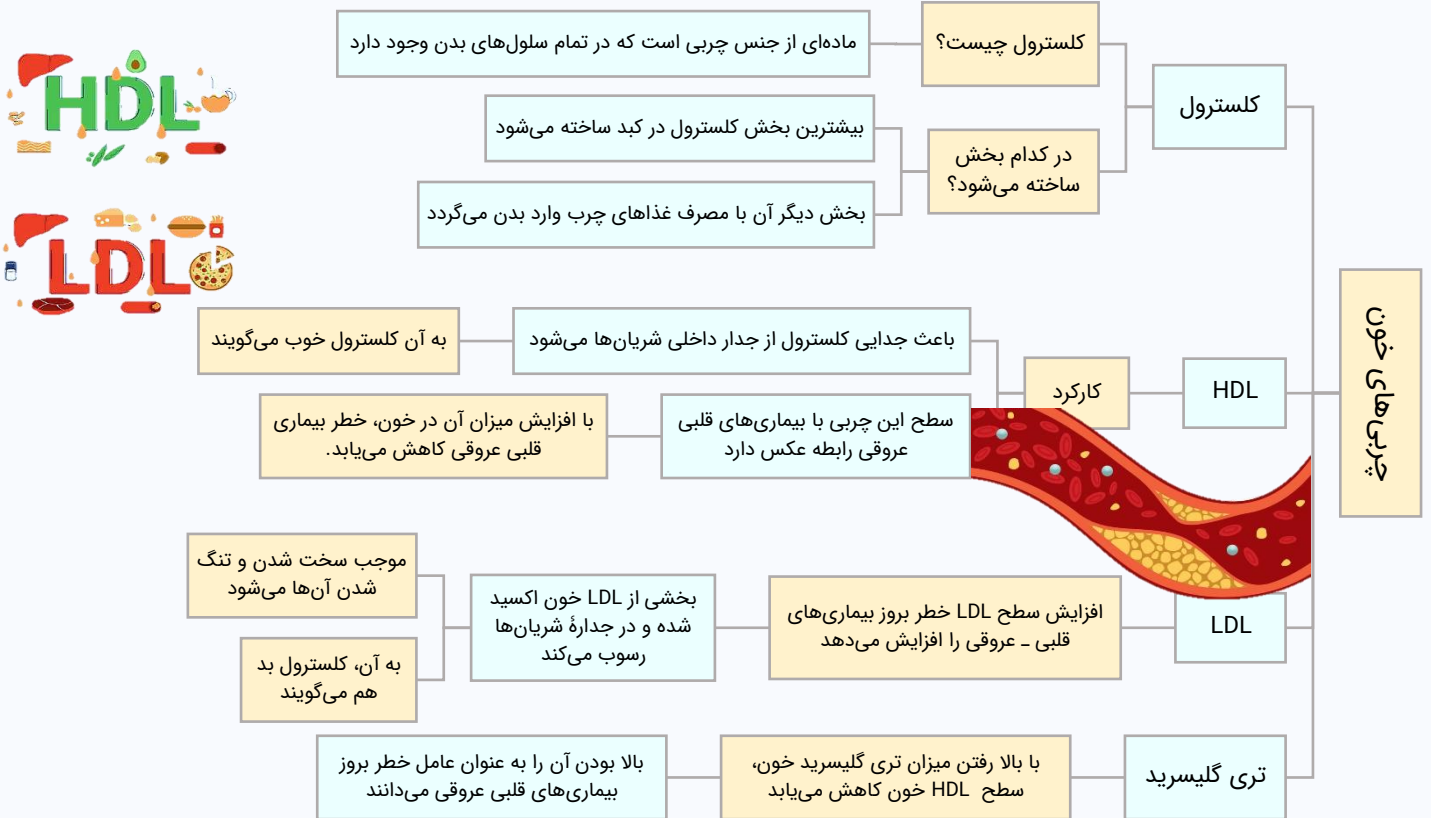 چربی‌های خون
کلسترول
کلسترول چیست؟
ماده‌ای از جنس چربی است که در تمام سلول‌های بدن وجود دارد
در کدام بخش
ساخته می‌شود؟
بیشترین بخش کلسترول در کبد ساخته می‌شود
بخش دیگر آن با مصرف غذاهای چرب وارد بدن می‌گردد
HDL
کارکرد
باعث جدایی کلسترول از جدار داخلی شریان‌ها می‌شود
به آن کلسترول خوب می‌گویند
سطح این چربی با بیماری‌های قلبی
عروقی رابطه عکس دارد
با افزایش میزان آن در خون، خطر بیماری
قلبی عروقی کاهش می‌یابد.
LDL
افزایش سطح LDL خطر بروز بیماری‌های
قلبی ـ عروقی را افزایش می‌دهد
بخشی از LDL خون اکسید
شده و در جدارهٔ شریان‌ها
رسوب می‌کند
موجب سخت شدن و تنگ
شدن آن‌ها می‌شود
به آن، کلسترول بد
هم می‌گویند
تری گلیسرید
با بالا رفتن میزان تری گلیسرید خون،
سطح HDL خون کاهش می‌یابد
بالا بودن آن را به عنوان عامل خطر بروز
بیماری‌های قلبی عروقی می‌دانند
HDL
LDL